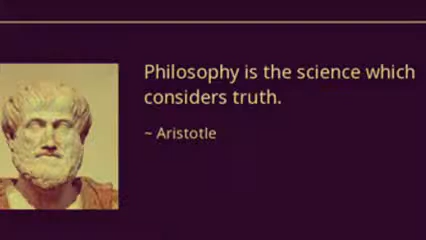 Philosophy is the science which
considers truth.
~ Aristotle